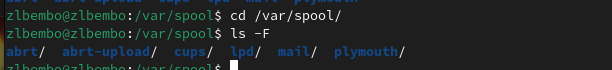 zlbembo@zlbembo:/var/spool$ cd /var/spool/
zlbembo@zlbembo:/var/spool$ ls -F
abrt/  abrt-upload/  cups/  lpd/  mail/  plymouth/
zlbembo@zlbembo:/var/spool$